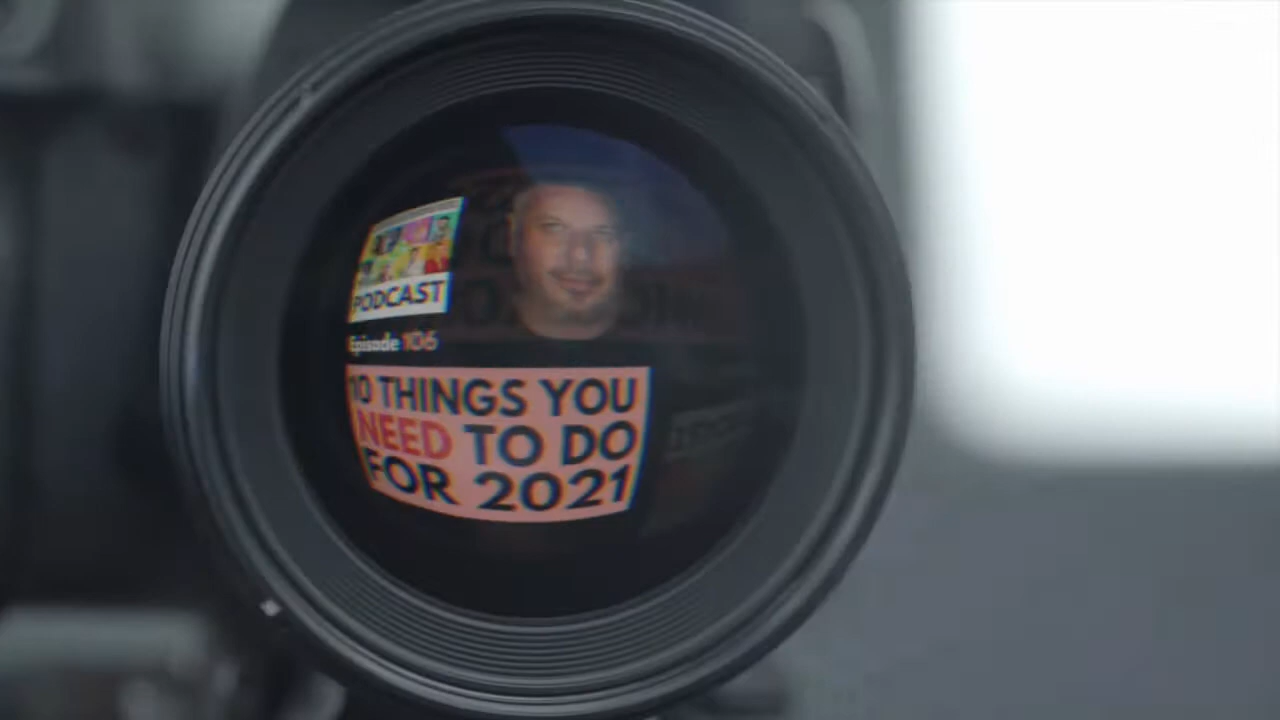 PODCAST
Episode 106
10 THINGS YOU
NEED TO DO
FOR 2021